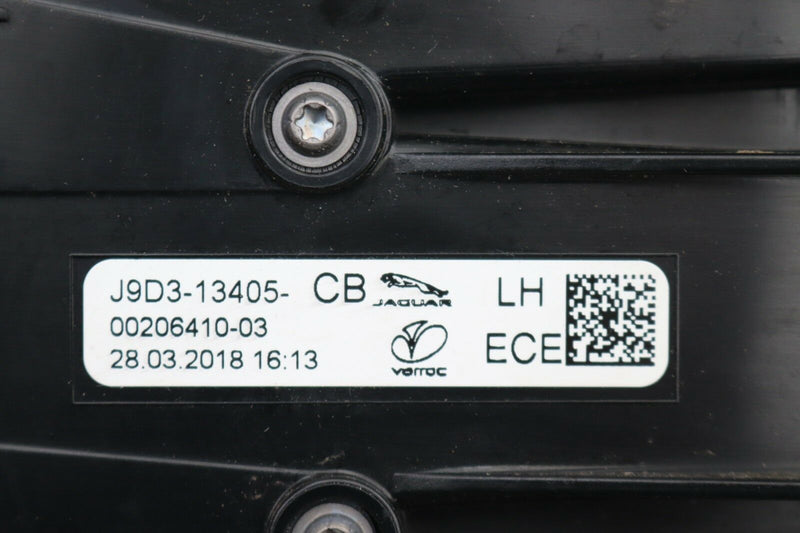 J9D3-13405- CB JAGUAR LH
00206410-03
28.03.2018 16:13 varroc ECE